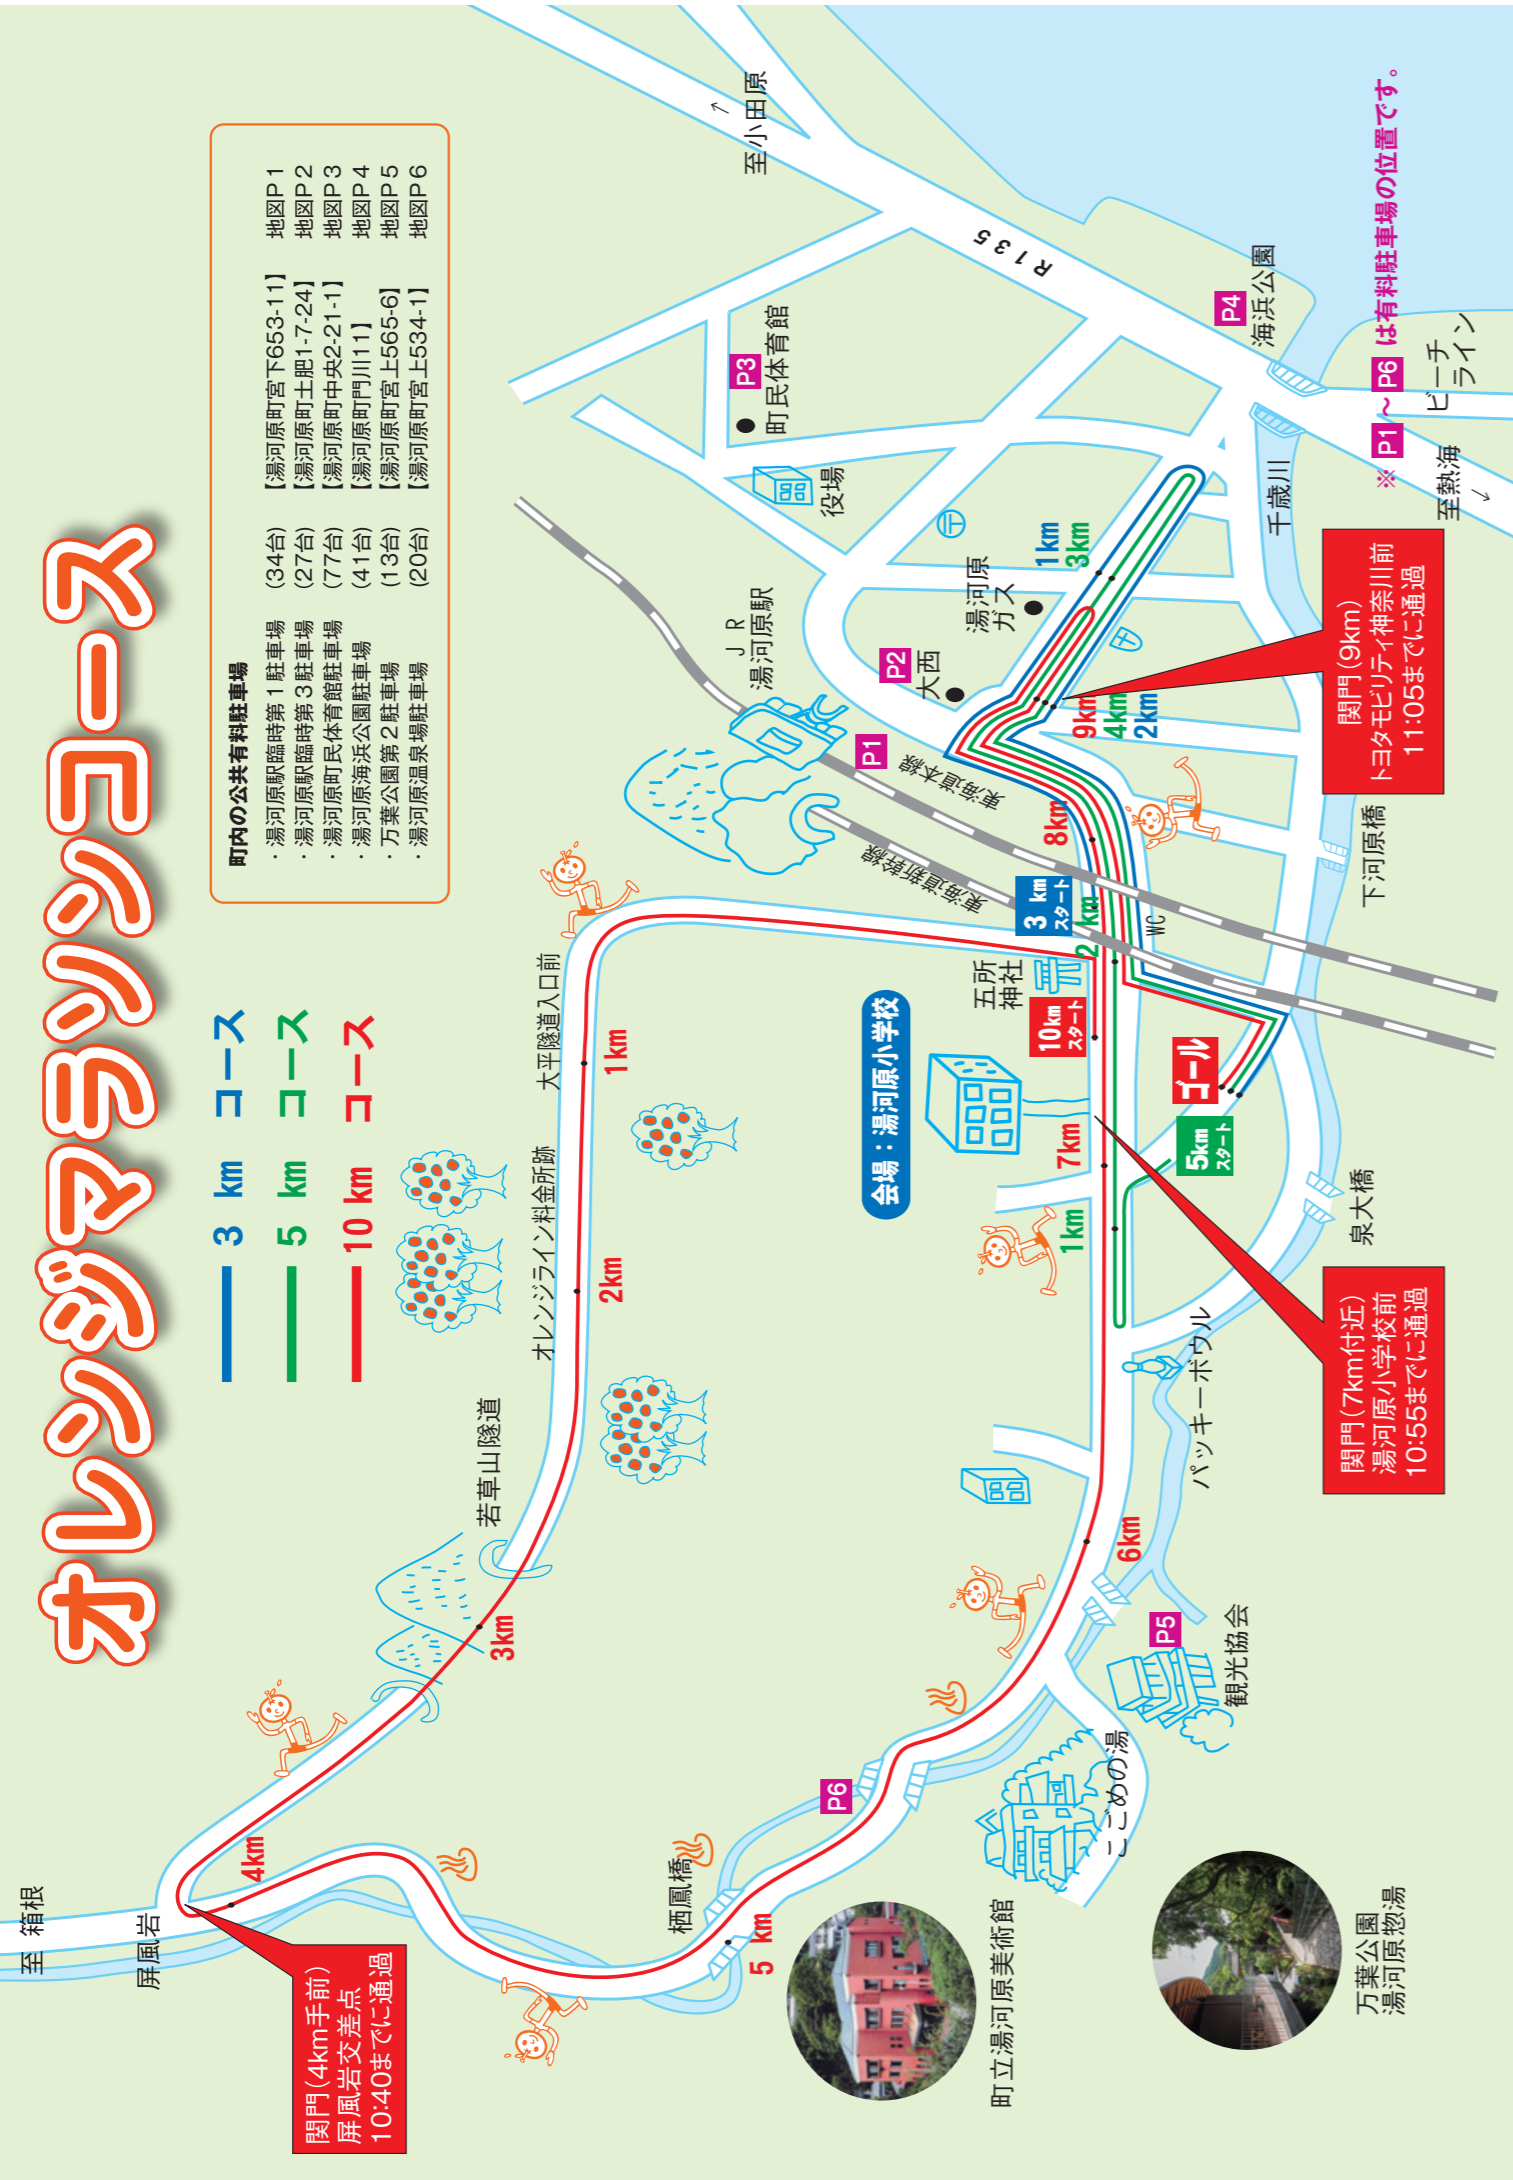 オレンジマラソンコース
3 km コース
5 km コース
10 km コース
町内の公共有料駐車場
・湯河原駅臨時第1駐車場 (34台) 【湯河原町宮下653-11】 地図P1
・湯河原駅臨時第3駐車場 (27台) 【湯河原町土肥1-7-24】 地図P2
・湯河原町民体育館駐車場 (77台) 【湯河原町中央2-21-1】 地図P3
・湯河原海浜公園駐車場 (41台) 【湯河原町門川11】 地図P4
・万葉公園第2駐車場 (13台) 【湯河原町宮上565-6】 地図P5
・湯河原温泉場駐車場 (20台) 【湯河原町宮上534-1】 地図P6
至 箱根
屏風岩
関門(4km手前)
屏風岩交差点
10:40までに通過
4km
3km
若草山隧道
オレンジライン料金所跡
2km
大平隧道入口前
1km
東海道新幹線
東海道本線
JR
湯河原駅
P1
P2
大西
湯河原
ガス
〒
役場
P3
町民体育館
至小田原
↑
R135
P4
海浜公園
ビーチ
ライン
至熱海
↓
千歳川
※P1〜P6は有料駐車場の位置です。
栖鳳橋
5 km
P6
町立湯河原美術館
こごめの湯
万葉公園
湯河原惣湯
P5
観光協会
6km
パッキーボウル
泉大橋
1km
7km
会場：湯河原小学校
五所
神社
10km
スタート
3 km
スタート
2 km
WC
8km
5km
スタート
ゴール
下河原橋
9km
4km
2km
1km
3km
関門(7km付近)
湯河原小学校前
10:55までに通過
関門(9km)
トヨタモビリティ神奈川前
11:05までに通過